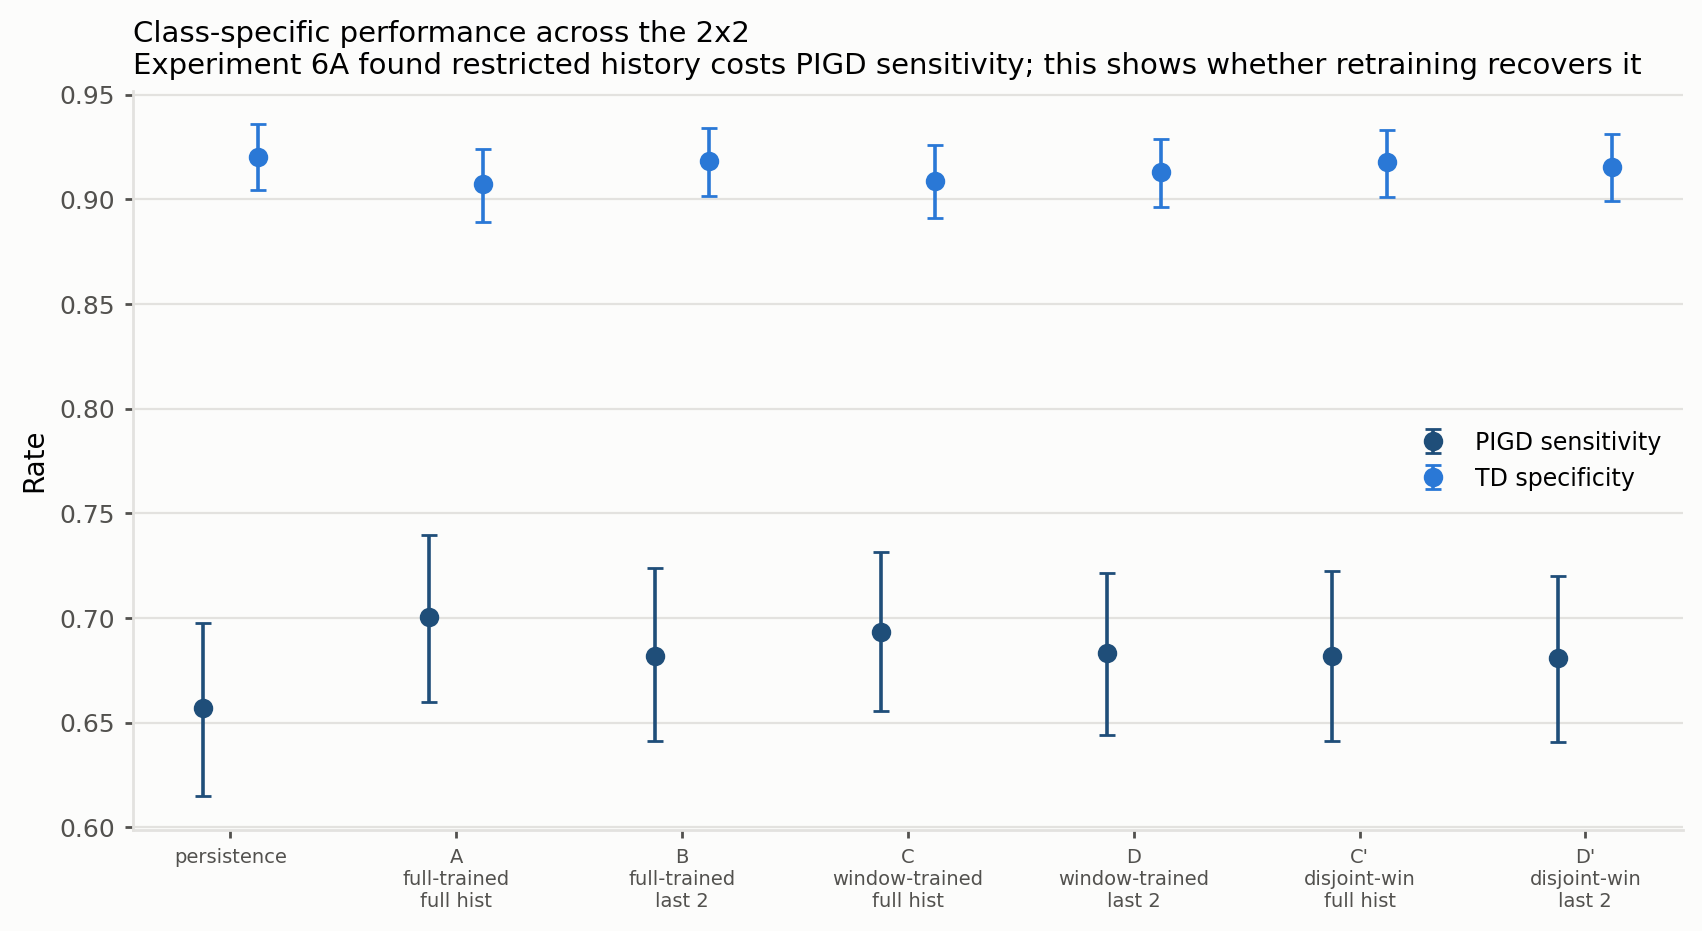 Class-specific performance across the 2x2
Experiment 6A found restricted history costs PIGD sensitivity; this shows whether retraining recovers it
0.95
0.90
0.85
0.80
0.75
0.70
0.65
0.60
Rate
PIGD sensitivity
TD specificity
persistence
A
full-trained
full hist
B
full-trained
last 2
C
window-trained
full hist
D
window-trained
last 2
C'
disjoint-win
full hist
D'
disjoint-win
last 2